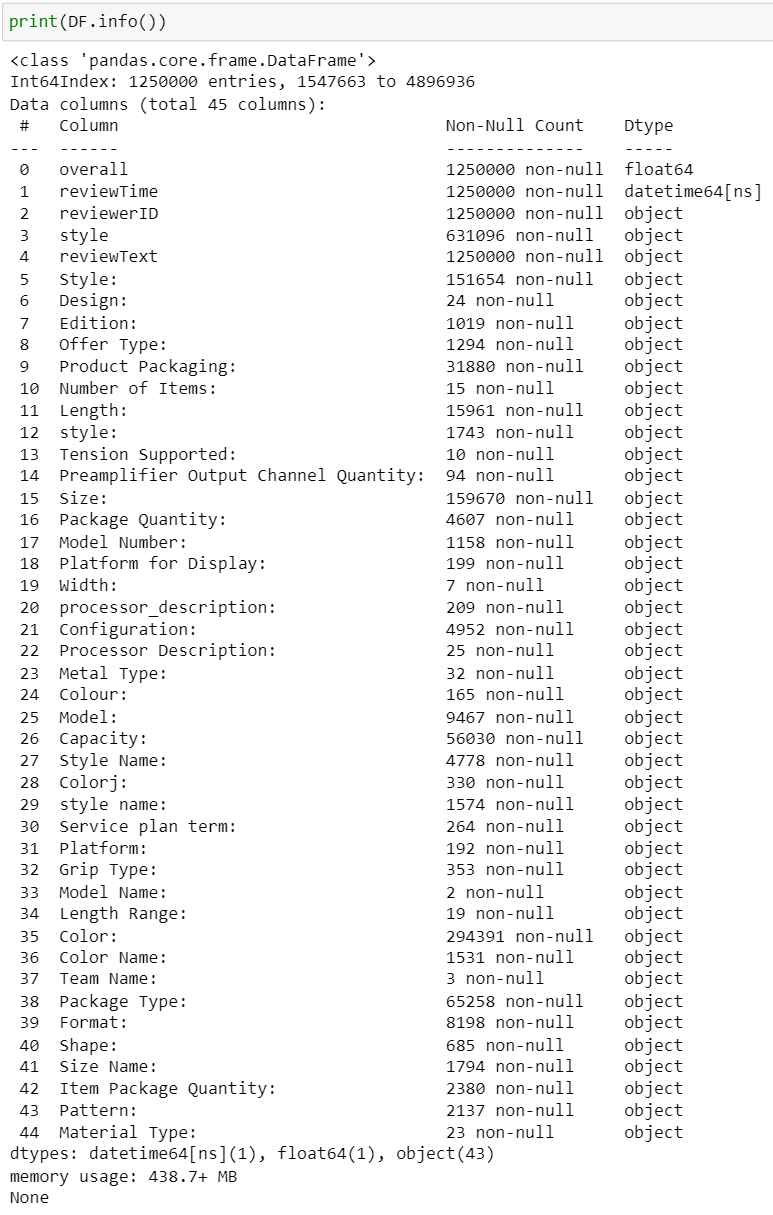 print(DF.info())
<class 'pandas.core.frame.DataFrame'>
Int64Index: 1250000 entries, 1547663 to 4896936
Data columns (total 45 columns):
 #   Column                               Non-Null Count    Dtype
---  ------                               --------------    -----
 0   overall                              1250000 non-null  float64
 1   reviewTime                           1250000 non-null  datetime64[ns]
 2   reviewerID                           1250000 non-null  object
 3   style                                631096 non-null   object
 4   reviewText                           1250000 non-null  object
 5   Style:                               151654 non-null   object
 6   Design:                              24 non-null       object
 7   Edition:                             1019 non-null     object
 8   Offer Type:                          1294 non-null     object
 9   Product Packaging:                   31880 non-null    object
 10  Number of Items:                     15 non-null       object
 11  Length:                              15961 non-null    object
 12  style:                               1743 non-null     object
 13  Tension Supported:                   10 non-null       object
 14  Preamplifier Output Channel Quantity:  94 non-null       object
 15  Size:                                159670 non-null   object
 16  Package Quantity:                    4607 non-null     object
 17  Model Number:                        1158 non-null     object
 18  Platform for Display:                199 non-null      object
 19  Width:                               7 non-null        object
 20  processor_description:               209 non-null      object
 21  Configuration:                       4952 non-null     object
 22  Processor Description:               25 non-null       object
 23  Metal Type:                          32 non-null       object
 24  Colour:                              165 non-null      object
 25  Model:                               9467 non-null     object
 26  Capacity:                            56030 non-null    object
 27  Style Name:                          4778 non-null     object
 28  Colorj:                              330 non-null      object
 29  style name:                          1574 non-null     object
 30  Service plan term:                   264 non-null      object
 31  Platform:                            192 non-null      object
 32  Grip Type:                           353 non-null      object
 33  Model Name:                          2 non-null        object
 34  Length Range:                        19 non-null       object
 35  Color:                               294391 non-null   object
 36  Color Name:                          1531 non-null     object
 37  Team Name:                           3 non-null        object
 38  Package Type:                        65258 non-null    object
 39  Format:                              8198 non-null     object
 40  Shape:                               685 non-null      object
 41  Size Name:                           1794 non-null     object
 42  Item Package Quantity:               2380 non-null     object
 43  Pattern:                             2137 non-null     object
 44  Material Type:                       23 non-null       object
dtypes: datetime64[ns](1), float64(1), object(43)
memory usage: 438.7+ MB
None